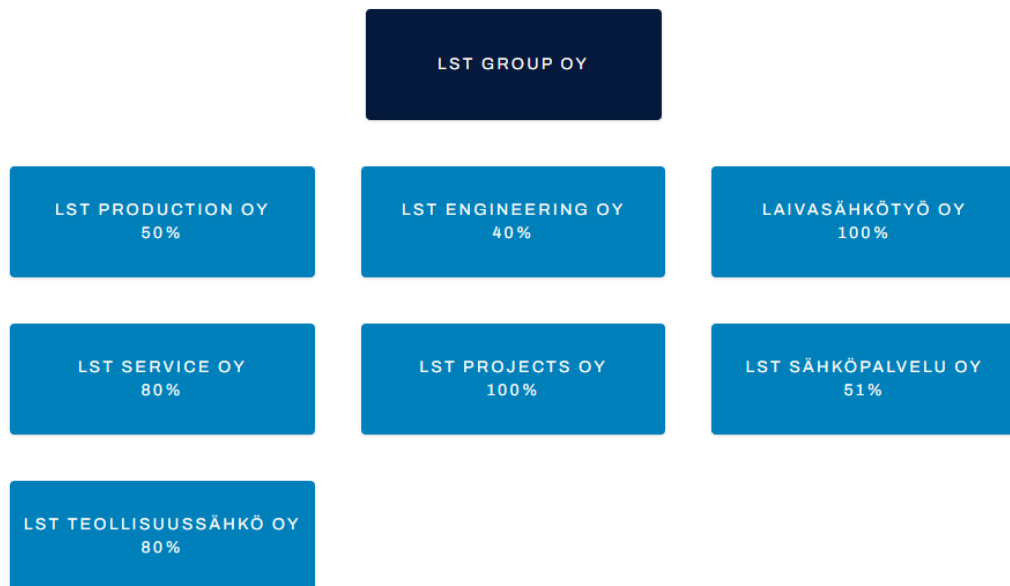 LST GROUP OY
LST PRODUCTION OY
50%
LST ENGINEERING OY
40%
LAIVASÄHKÖTYÖ OY
100%
LST SERVICE OY
80%
LST PROJECTS OY
100%
LST SÄHKÖPALVELU OY
51%
LST TEOLLISUUSSÄHKÖ OY
80%